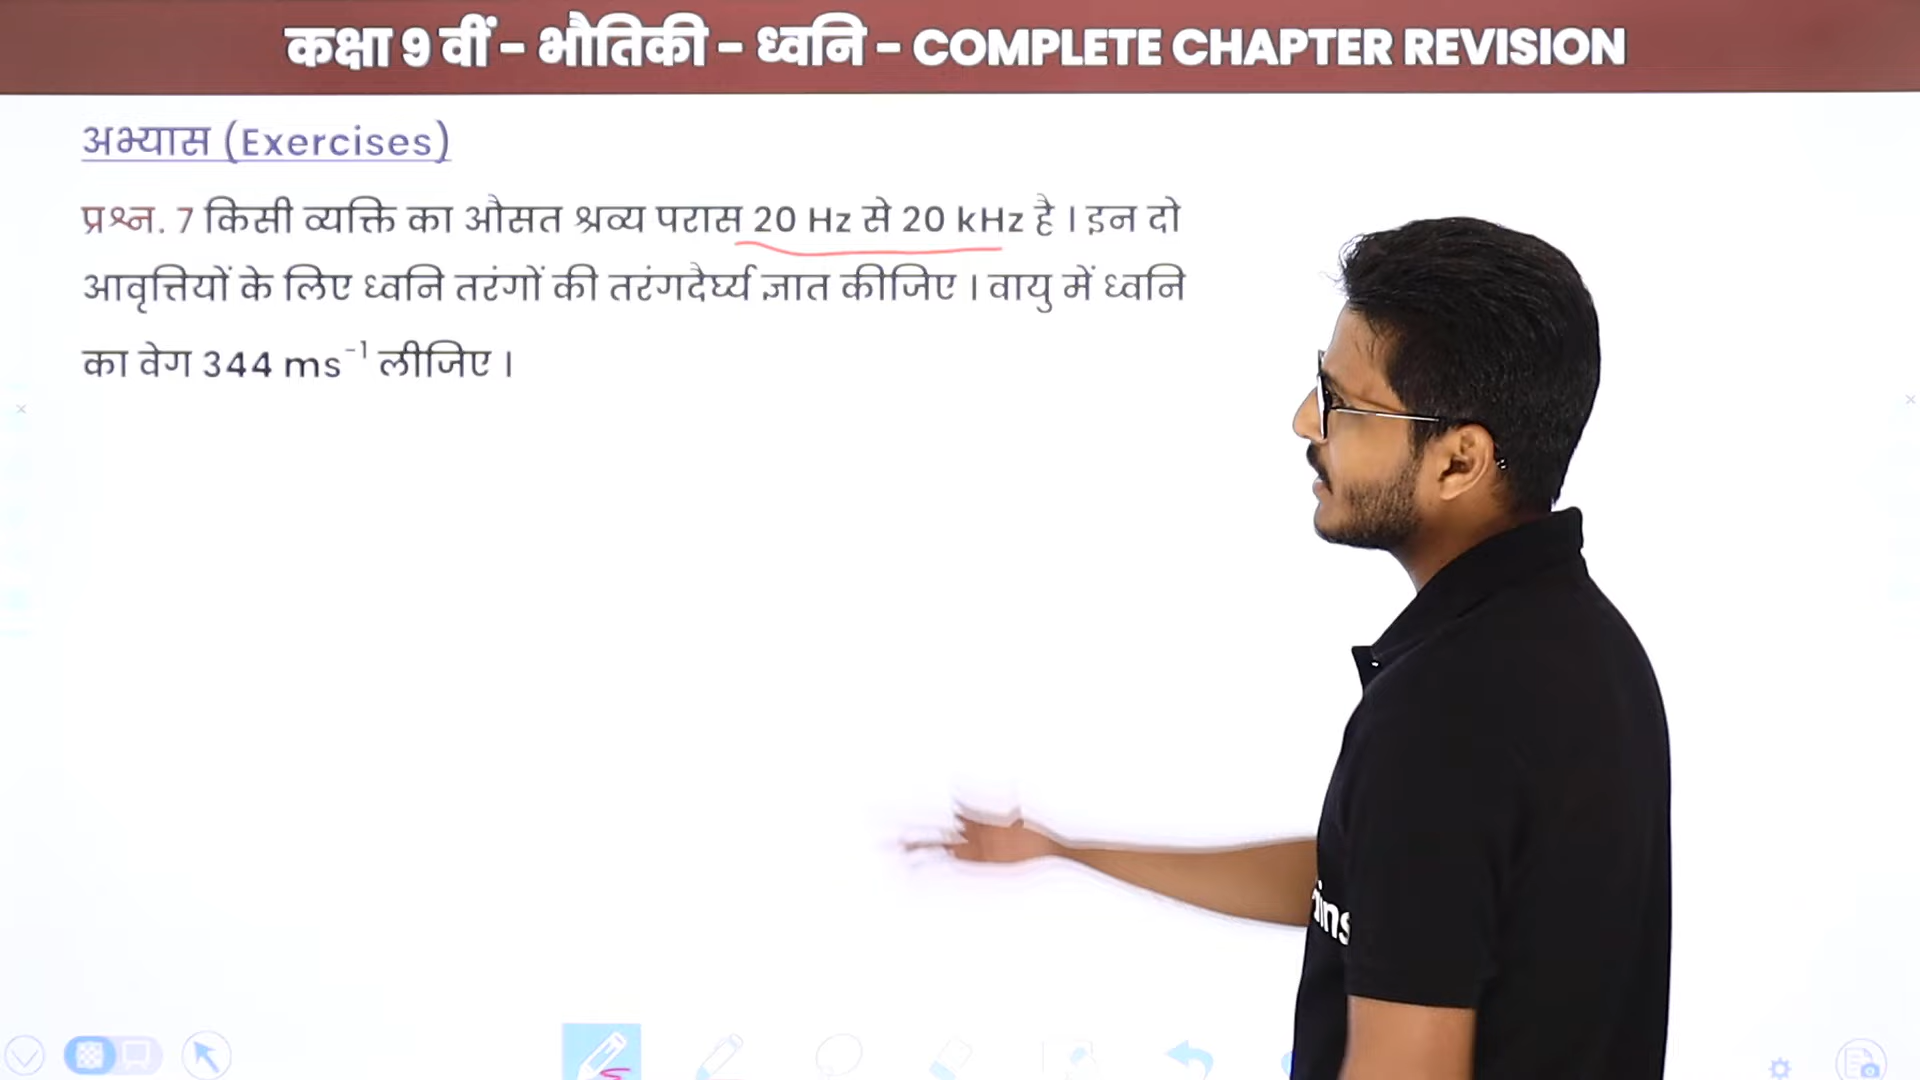 कक्षा 9 वीं - भौतिकी - ध्वनि - COMPLETE CHAPTER REVISION
अभ्यास (Exercises)
प्रश्न. 7 किसी व्यक्ति का औसत श्रव्य परास 20 Hz से 20 kHz है । इन दो
आवृत्तियों के लिए ध्वनि तरंगों की तरंगदैर्घ्य ज्ञात कीजिए । वायु में ध्वनि
का वेग 344 ms⁻¹ लीजिए ।